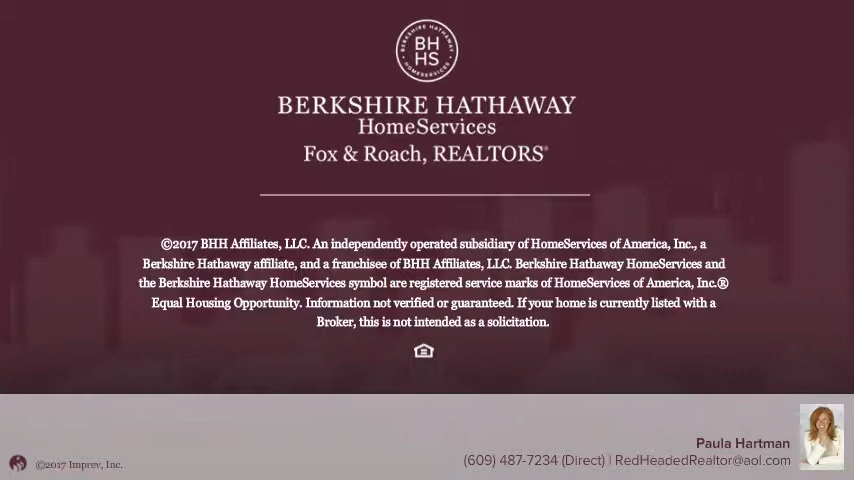 BERKSHIRE HATHAWAY
HOMESERVICES
BH
HS
BERKSHIRE HATHAWAY
HomeServices
Fox & Roach, REALTORS®
©2017 BHH Affiliates, LLC. An independently operated subsidiary of HomeServices of America, Inc., a
Berkshire Hathaway affiliate, and a franchisee of BHH Affiliates, LLC. Berkshire Hathaway HomeServices and
the Berkshire Hathaway HomeServices symbol are registered service marks of HomeServices of America, Inc.®
Equal Housing Opportunity. Information not verified or guaranteed. If your home is currently listed with a
Broker, this is not intended as a solicitation.
Paula Hartman
(609) 487-7234 (Direct) | RedHeadedRealtor@aol.com
©2017 Imprev, Inc.